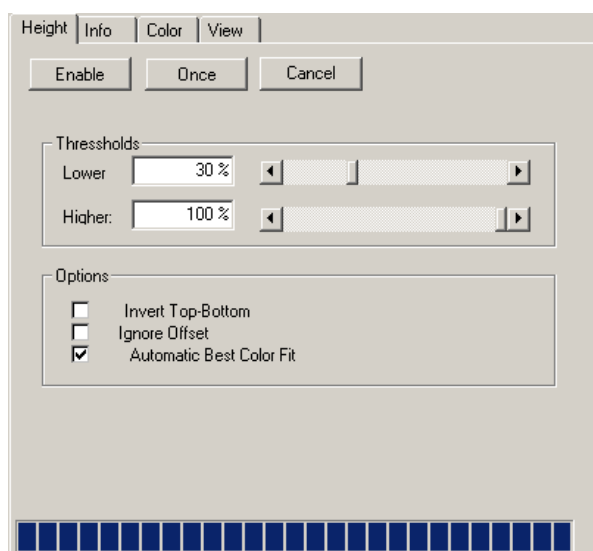 Height Info Color View
Enable Once Cancel
Thressholds
Lower 30 %
Higher: 100 %
Options
Invert Top-Bottom
Ignore Offset
Automatic Best Color Fit